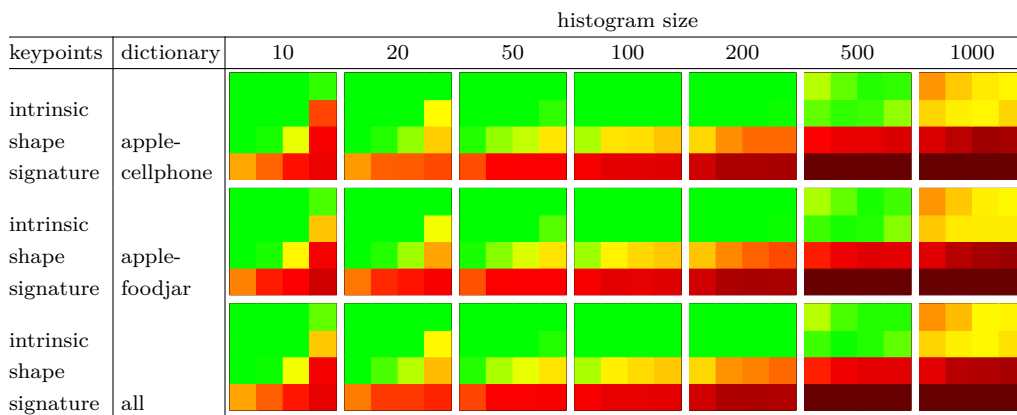 histogram size
keypoints dictionary 10 20 50 100 200 500 1000
intrinsic
shape apple-
signature cellphone
intrinsic
shape apple-
signature foodjar
intrinsic
shape
signature all